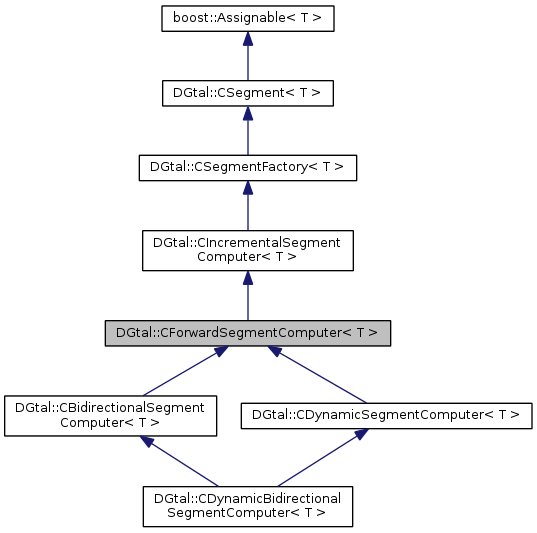 boost::Assignable< T >
DGtal::CSegment< T >
DGtal::CSegmentFactory< T >
DGtal::CIncrementalSegment
Computer< T >
DGtal::CForwardSegmentComputer< T >
DGtal::CBidirectionalSegment
Computer< T >
DGtal::CDynamicSegmentComputer< T >
DGtal::CDynamicBidirectional
SegmentComputer< T >